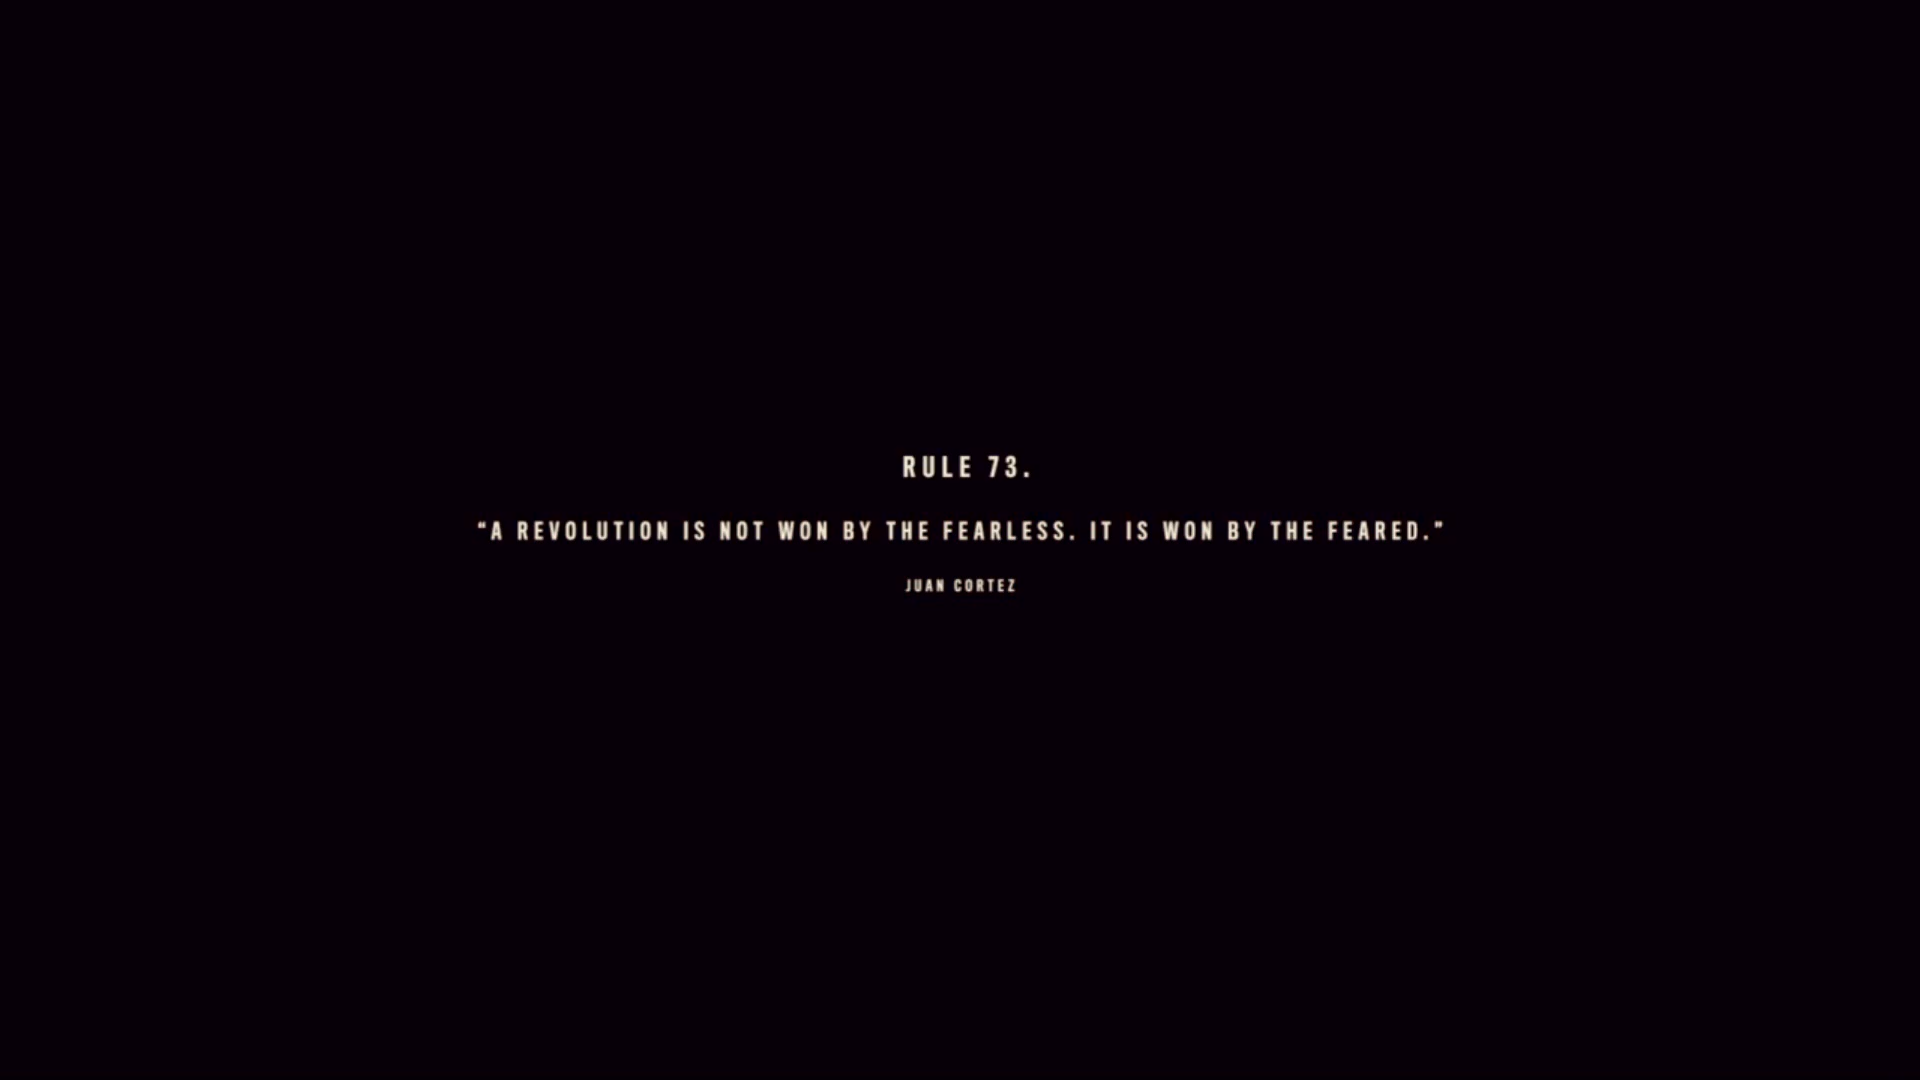 RULE 73.
“A REVOLUTION IS NOT WON BY THE FEARLESS. IT IS WON BY THE FEARED.”
JUAN CORTEZ